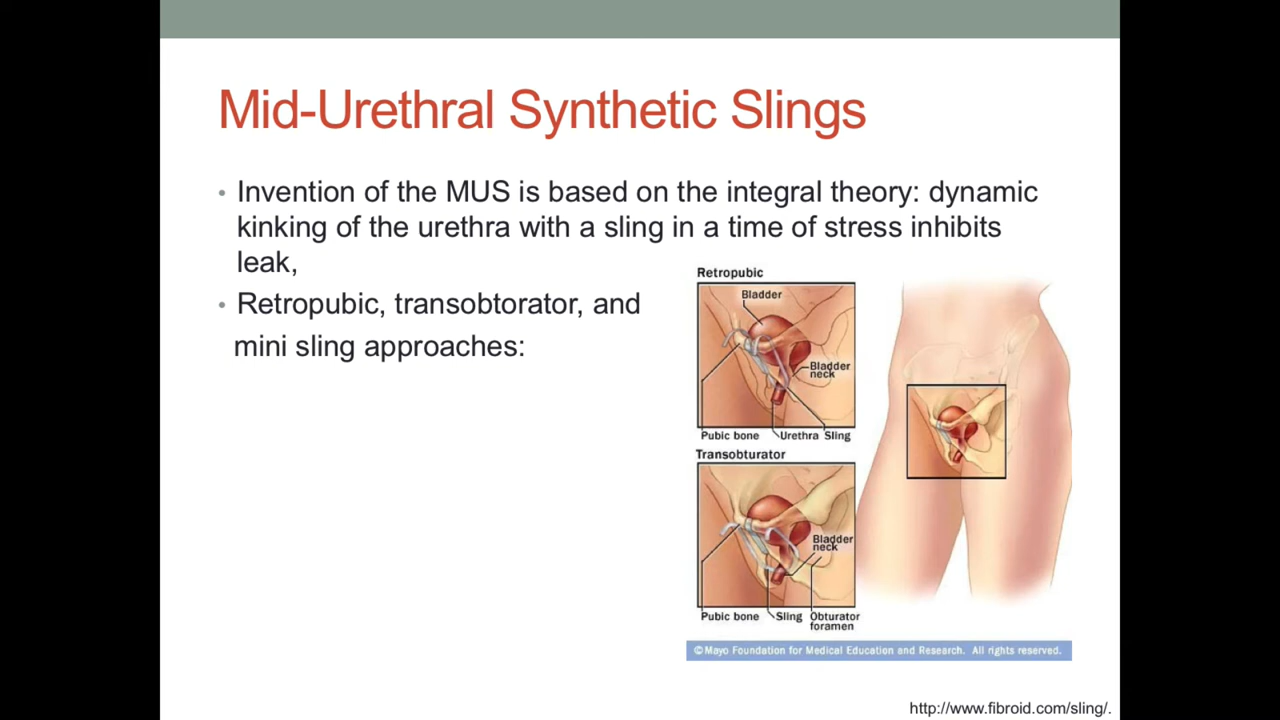 Mid-Urethral Synthetic Slings
• Invention of the MUS is based on the integral theory: dynamic
kinking of the urethra with a sling in a time of stress inhibits
leak,
• Retropubic, transobtorator, and
mini sling approaches:
Retropubic
Bladder
Bladder
neck
Pubic bone
Urethra
Sling
Transobturator
Bladder
neck
Pubic bone
Sling
Obturator
foramen
©Mayo Foundation for Medical Education and Research. All rights reserved.
http://www.fibroid.com/sling/.